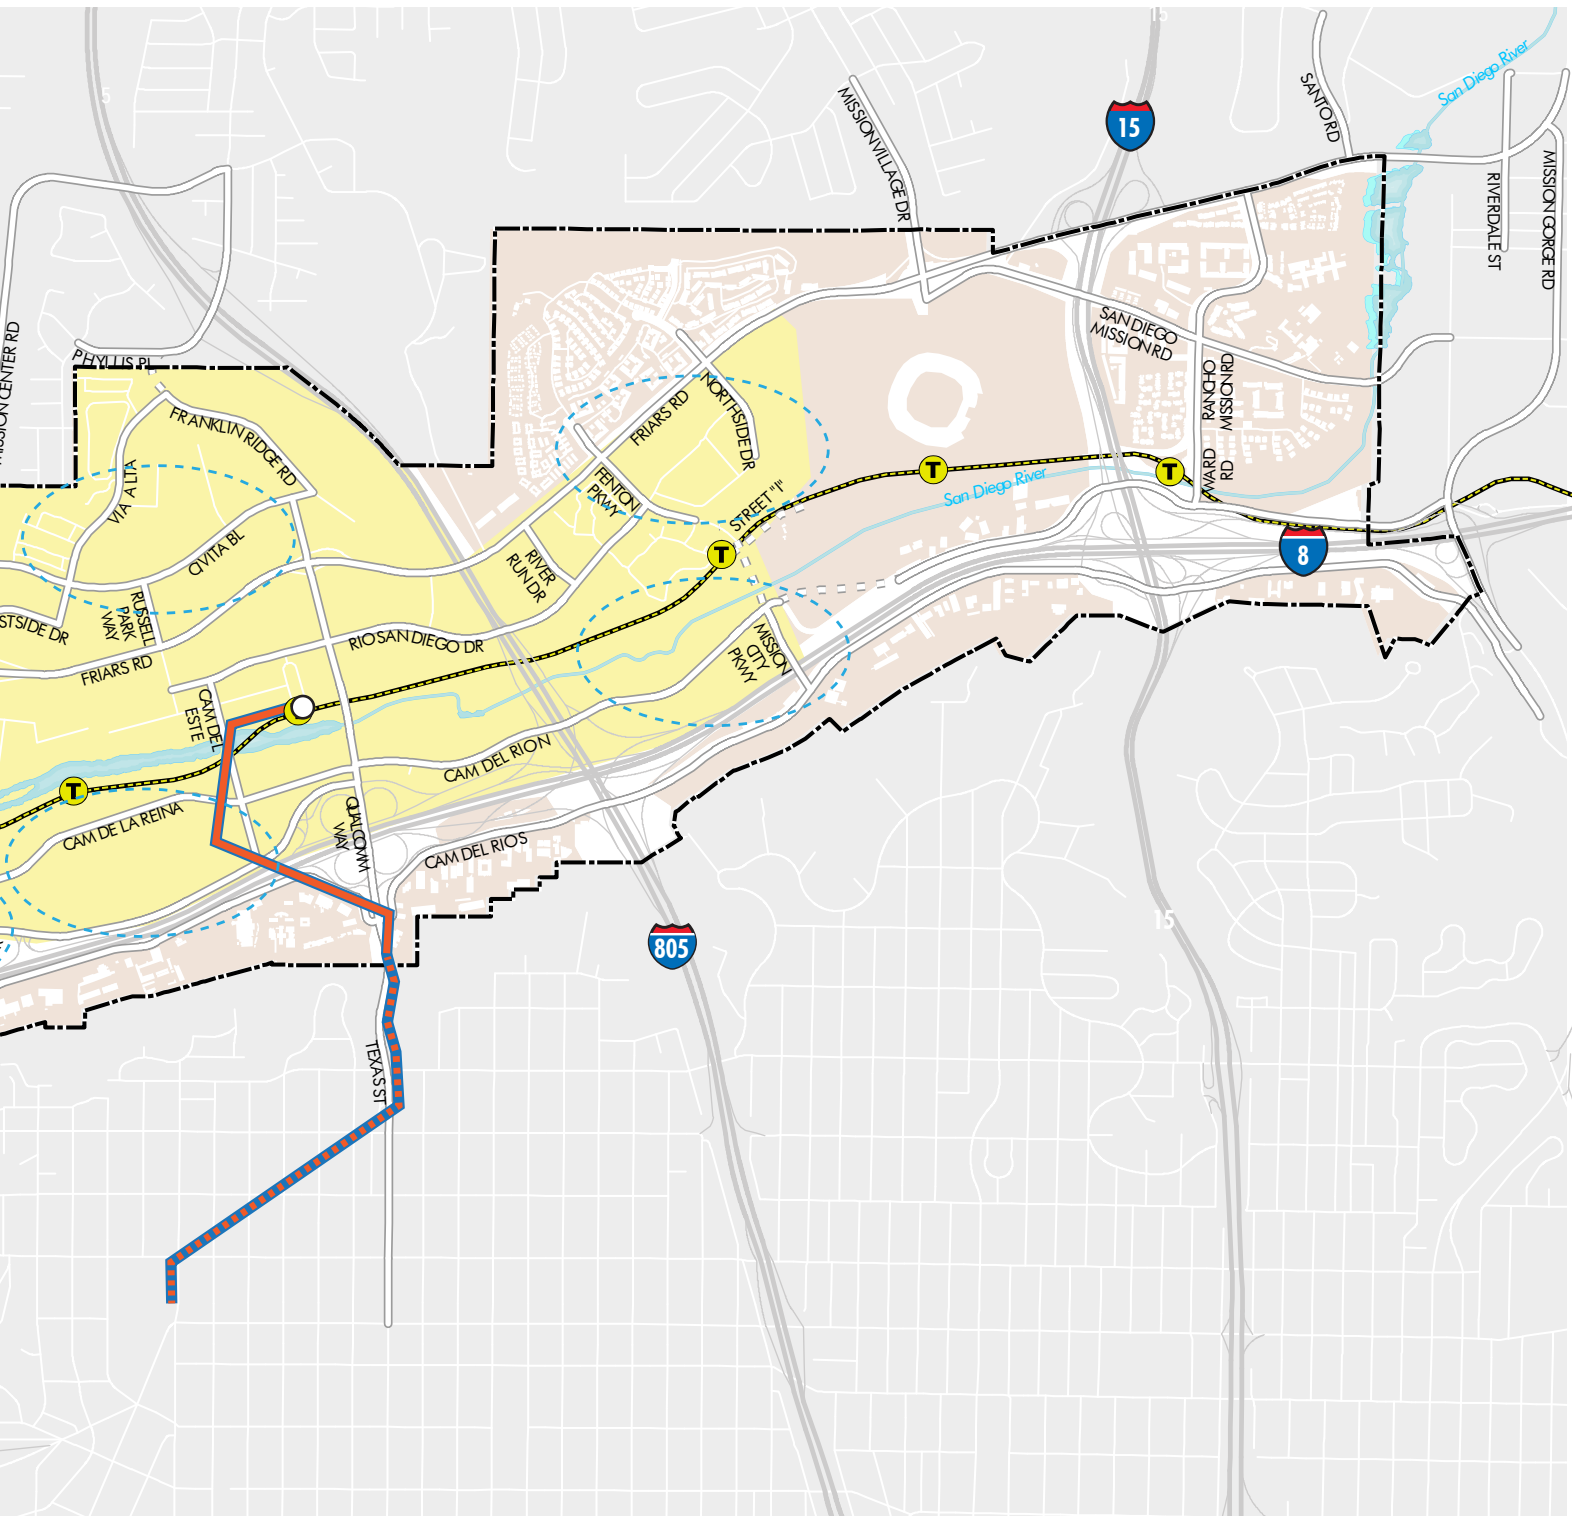 15
5
San Diego River
SANTO RD
MISSION VILLAGE DR
15
MISSION GORGE RD
RIVERDALE ST
MISSION CENTER RD
PHYLLIS PL
SAN DIEGO
MISSION RD
RANCHO
MISSION RD
NORTHSIDE DR
FRIARS RD
FRANKLIN RIDGE RD
VIA ALTA
FENTON
PKWY
STREET "I"
T
T
WARD
RD
San Diego River
T
8
CIVITA BL
RIVER
RUN DR
RUSSELL
PARK
WAY
STSIDE DR
RIO SAN DIEGO DR
FRIARS RD
MISSION
CITY
PKWY
CAM DEL
ESTE
CAM DEL RIO N
T
CAM DE LA REINA
QUALCOMM
WAY
CAM DEL RIO S
805
15
TEXAS ST